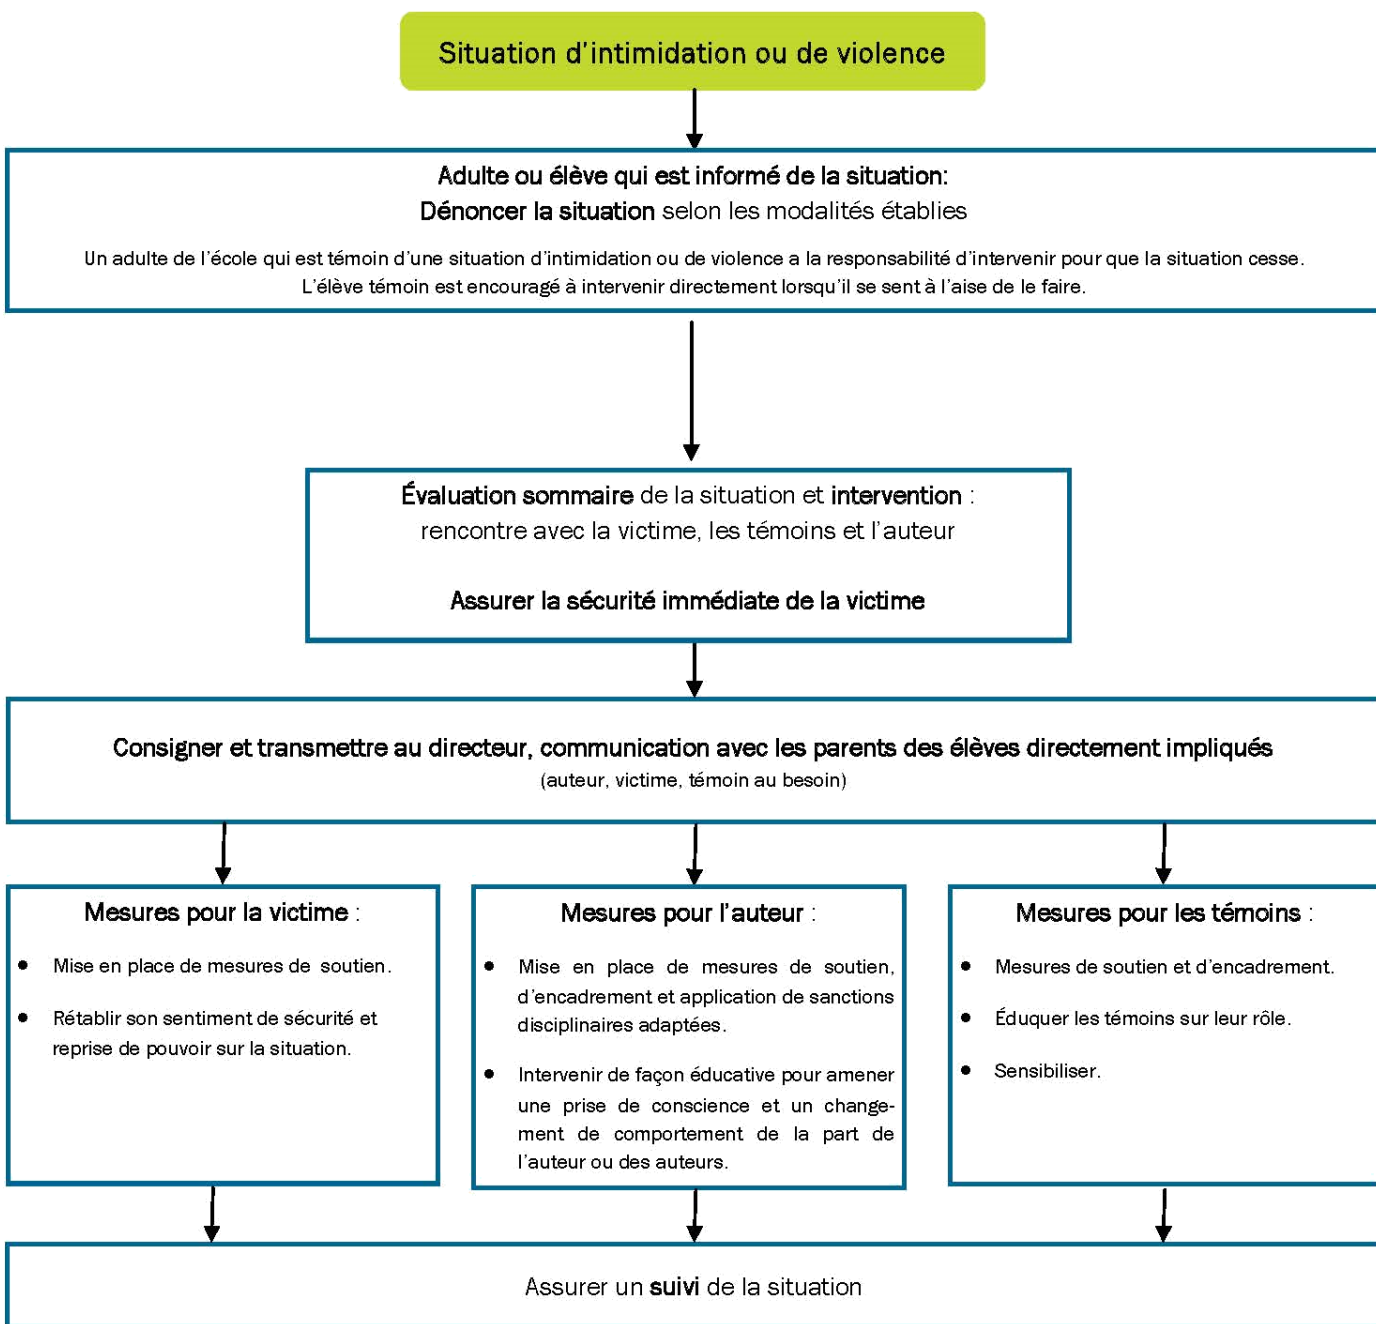 Situation d'intimidation ou de violence
Adulte ou élève qui est informé de la situation:
Dénoncer la situation selon les modalités établies
Un adulte de l'école qui est témoin d'une situation d'intimidation ou de violence a la responsabilité d'intervenir pour que la situation cesse.
L'élève témoin est encouragé à intervenir directement lorsqu'il se sent à l'aise de le faire.
Évaluation sommaire de la situation et intervention :
rencontre avec la victime, les témoins et l'auteur
Assurer la sécurité immédiate de la victime
Consigner et transmettre au directeur, communication avec les parents des élèves directement impliqués
(auteur, victime, témoin au besoin)
Mesures pour la victime :
• Mise en place de mesures de soutien.
• Rétablir son sentiment de sécurité et
reprise de pouvoir sur la situation.
Mesures pour l'auteur :
• Mise en place de mesures de soutien,
d'encadrement et application de sanctions
disciplinaires adaptées.
• Intervenir de façon éducative pour amener
une prise de conscience et un change-
ment de comportement de la part de
l'auteur ou des auteurs.
Mesures pour les témoins :
• Mesures de soutien et d'encadrement.
• Éduquer les témoins sur leur rôle.
• Sensibiliser.
Assurer un suivi de la situation